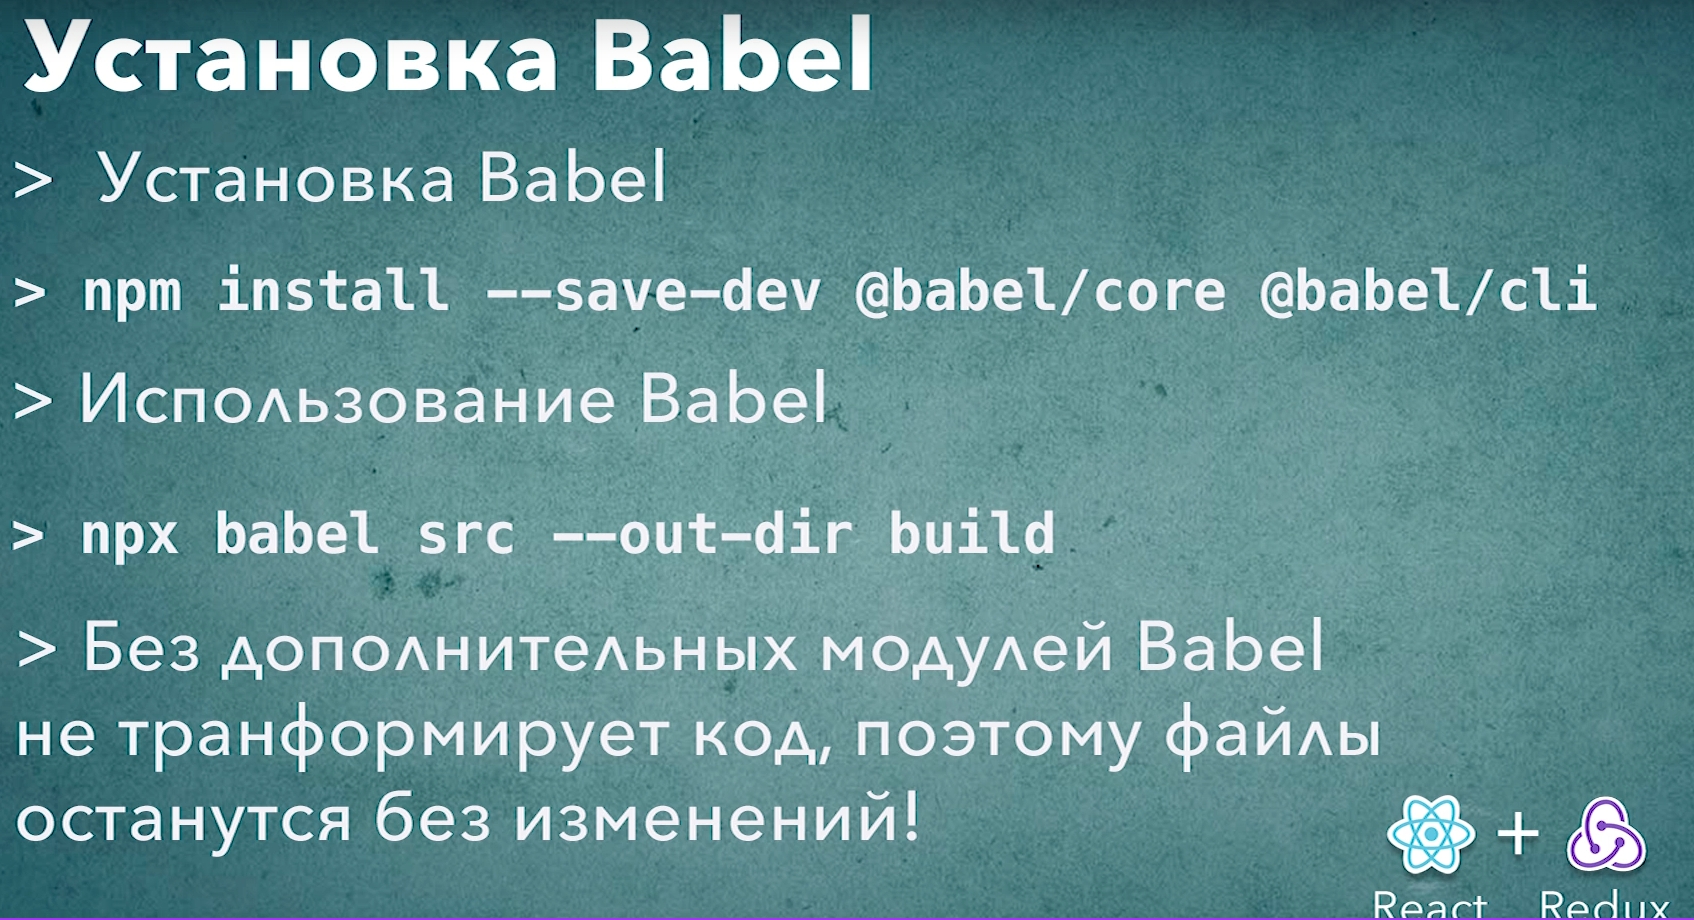 Установка Babel
> Установка Babel
> npm install --save-dev @babel/core @babel/cli
> Использование Babel
> npx babel src --out-dir build
> Без дополнительных модулей Babel
не транформирует код, поэтому файлы
останутся без изменений!
+
React Redux